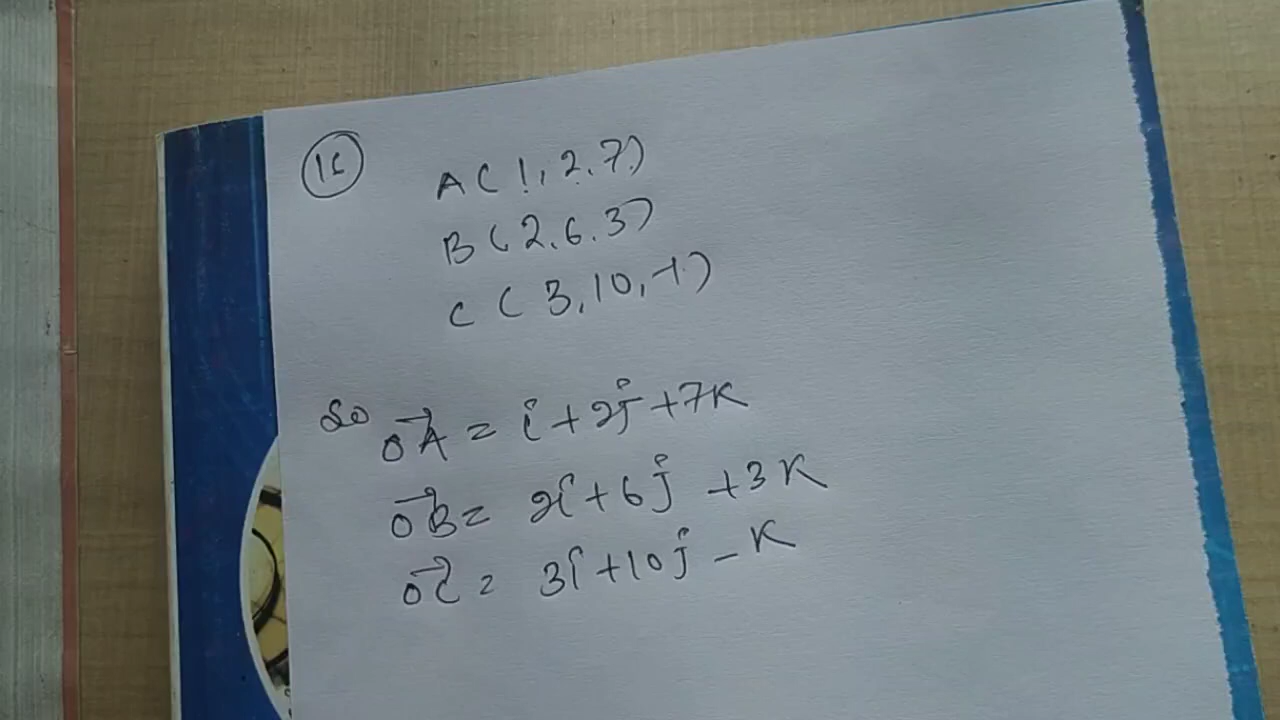 16
A (1, 2, 7)
B (2, 6, 3)
C (3, 10, -1)
So OA = i + 2j + 7K
OB = 2i + 6j + 3K
OC = 3i + 10j - K